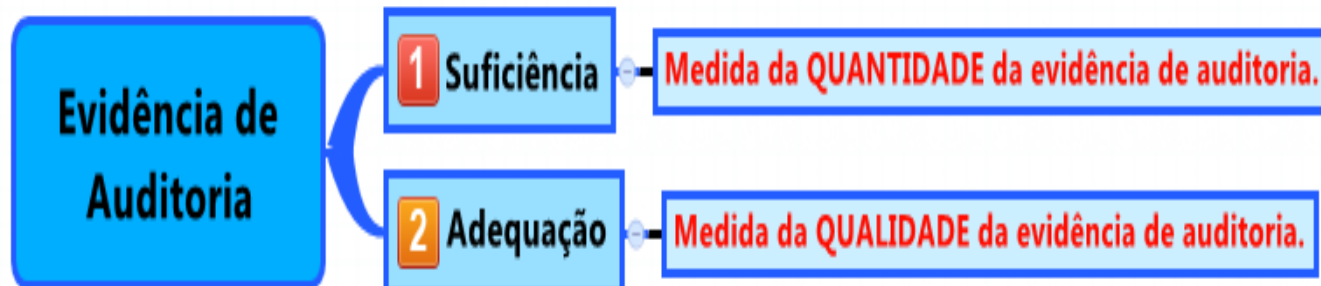 Evidência de
Auditoria
1 Suficiência
Medida da QUANTIDADE da evidência de auditoria.
2 Adequação
Medida da QUALIDADE da evidência de auditoria.